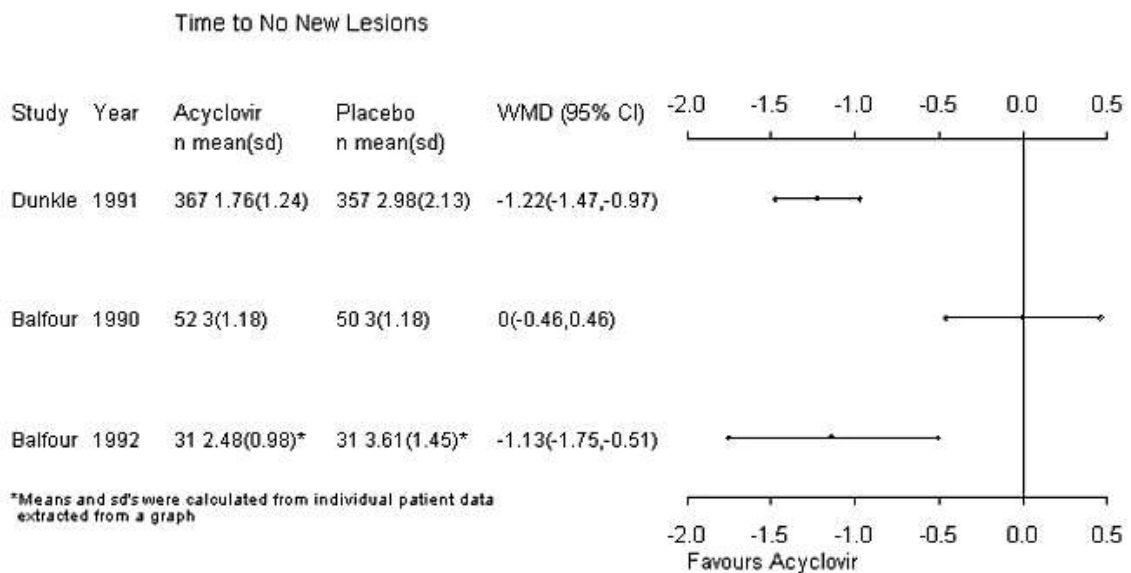 Time to No New Lesions
Study Year Acyclovir Placebo WMD (95% CI)
n mean(sd) n mean(sd)
-2.0 -1.5 -1.0 -0.5 0.0 0.5
Dunkle 1991 367 1.76(1.24) 357 2.98(2.13) -1.22(-1.47,-0.97)
Balfour 1990 52 3(1.18) 50 3(1.18) 0(-0.46,0.46)
Balfour 1992 31 2.48(0.98)* 31 3.61(1.45)* -1.13(-1.75,-0.51)
*Means and sd's were calculated from individual patient data
extracted from a graph
-2.0 -1.5 -1.0 -0.5 0.0 0.5
Favours Acyclovir